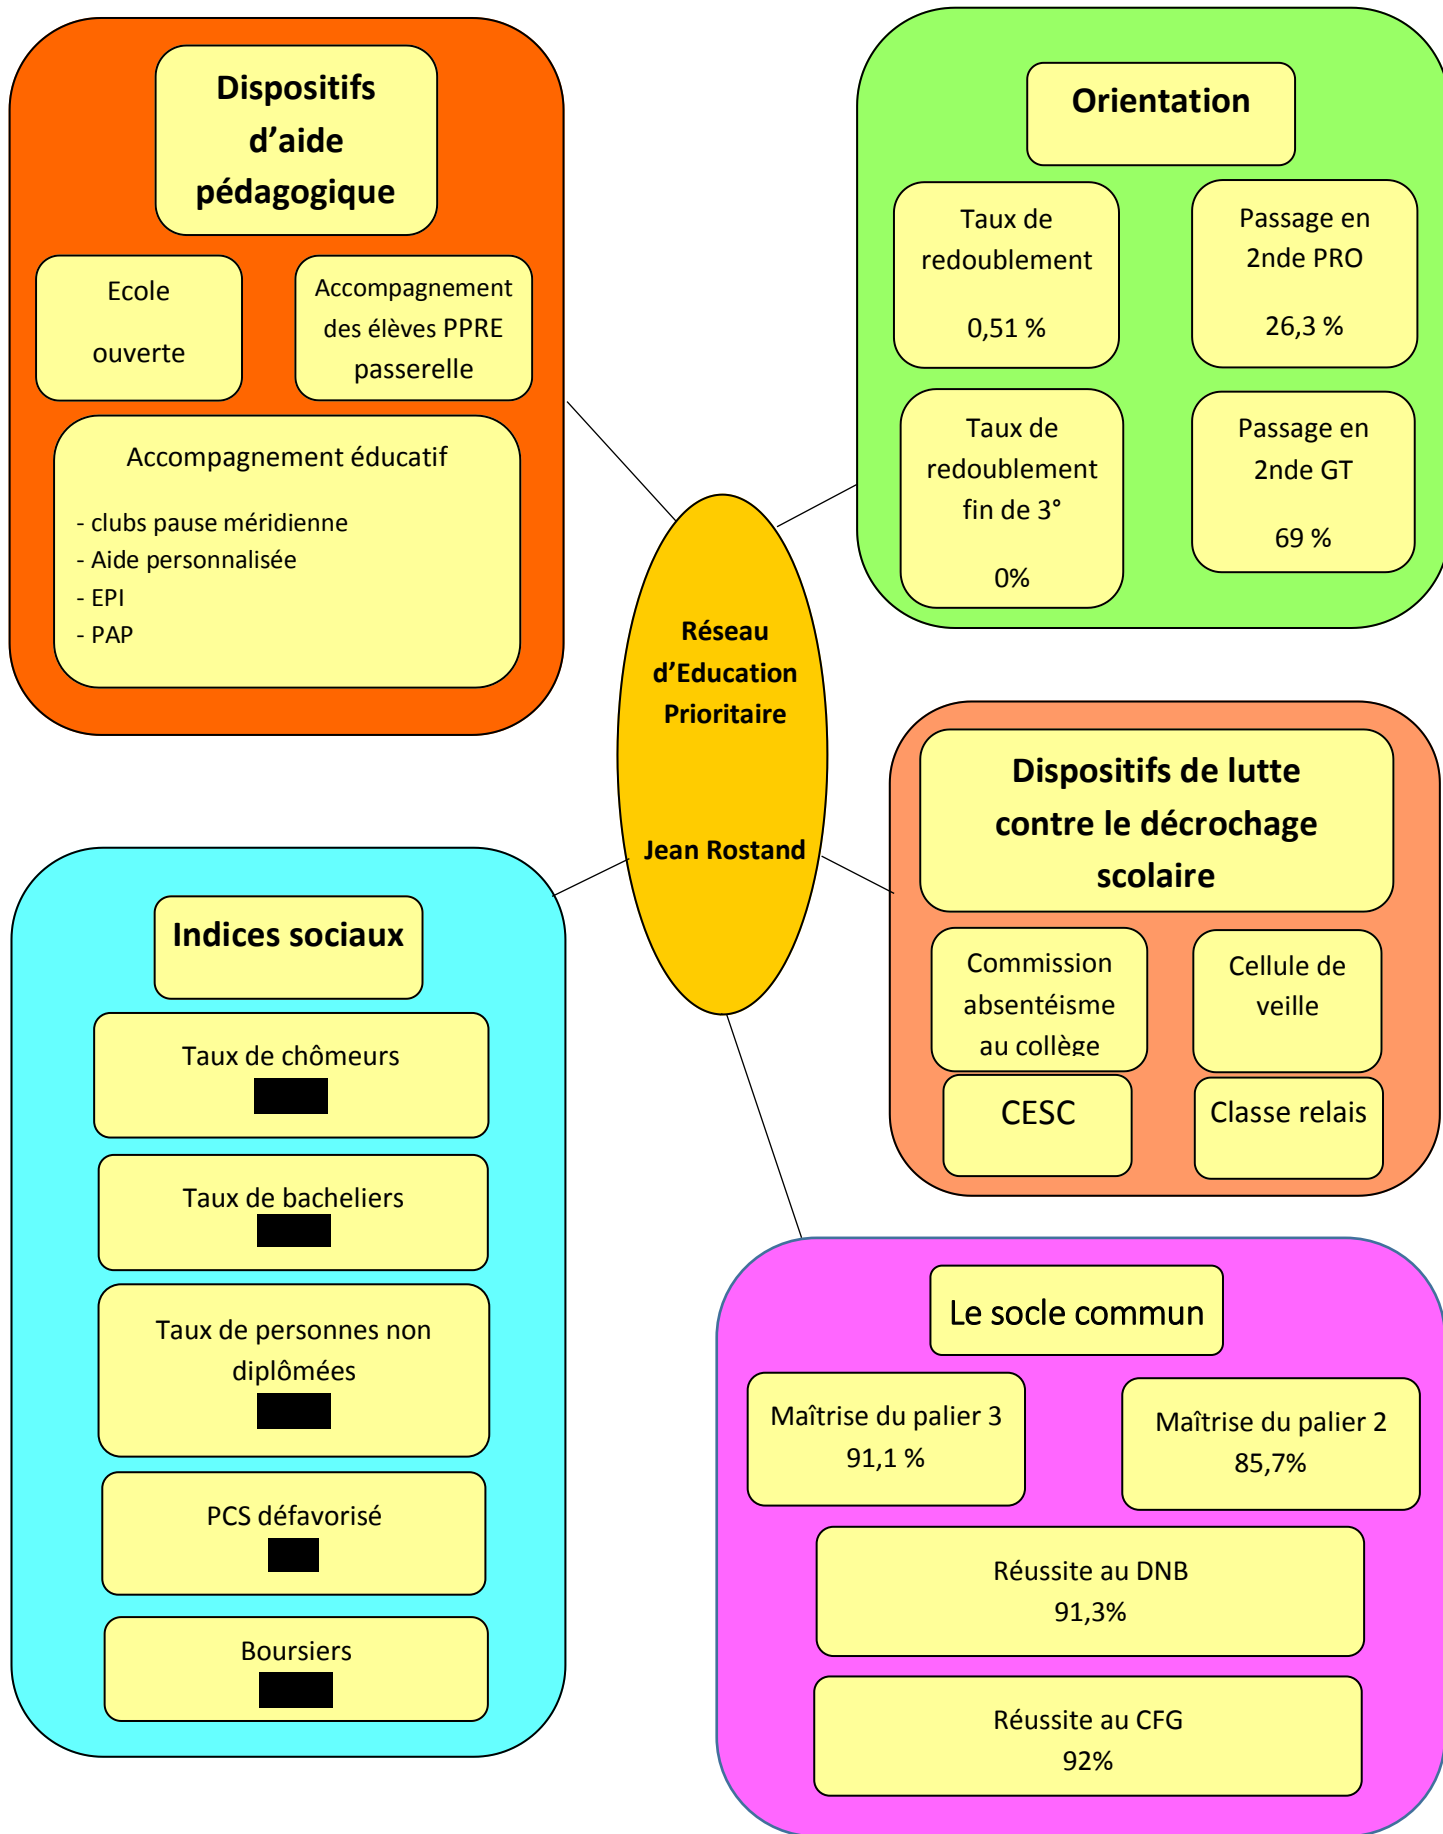 Dispositifs
d’aide
pédagogique
Ecole
ouverte
Accompagnement
des élèves PPRE
passerelle
Accompagnement éducatif
- clubs pause méridienne
- Aide personnalisée
- EPI
- PAP
Orientation
Taux de
redoublement
0,51 %
Passage en
2nde PRO
26,3 %
Taux de
redoublement
fin de 3°
0%
Passage en
2nde GT
69 %
Réseau
d’Education
Prioritaire
Jean Rostand
Dispositifs de lutte
contre le décrochage
scolaire
Commission
absentéisme
au collège
Cellule de
veille
CESC
Classe relais
Indices sociaux
Taux de chômeurs
Taux de bacheliers
Taux de personnes non
diplômées
PCS défavorisé
Boursiers
Le socle commun
Maîtrise du palier 3
91,1 %
Maîtrise du palier 2
85,7%
Réussite au DNB
91,3%
Réussite au CFG
92%